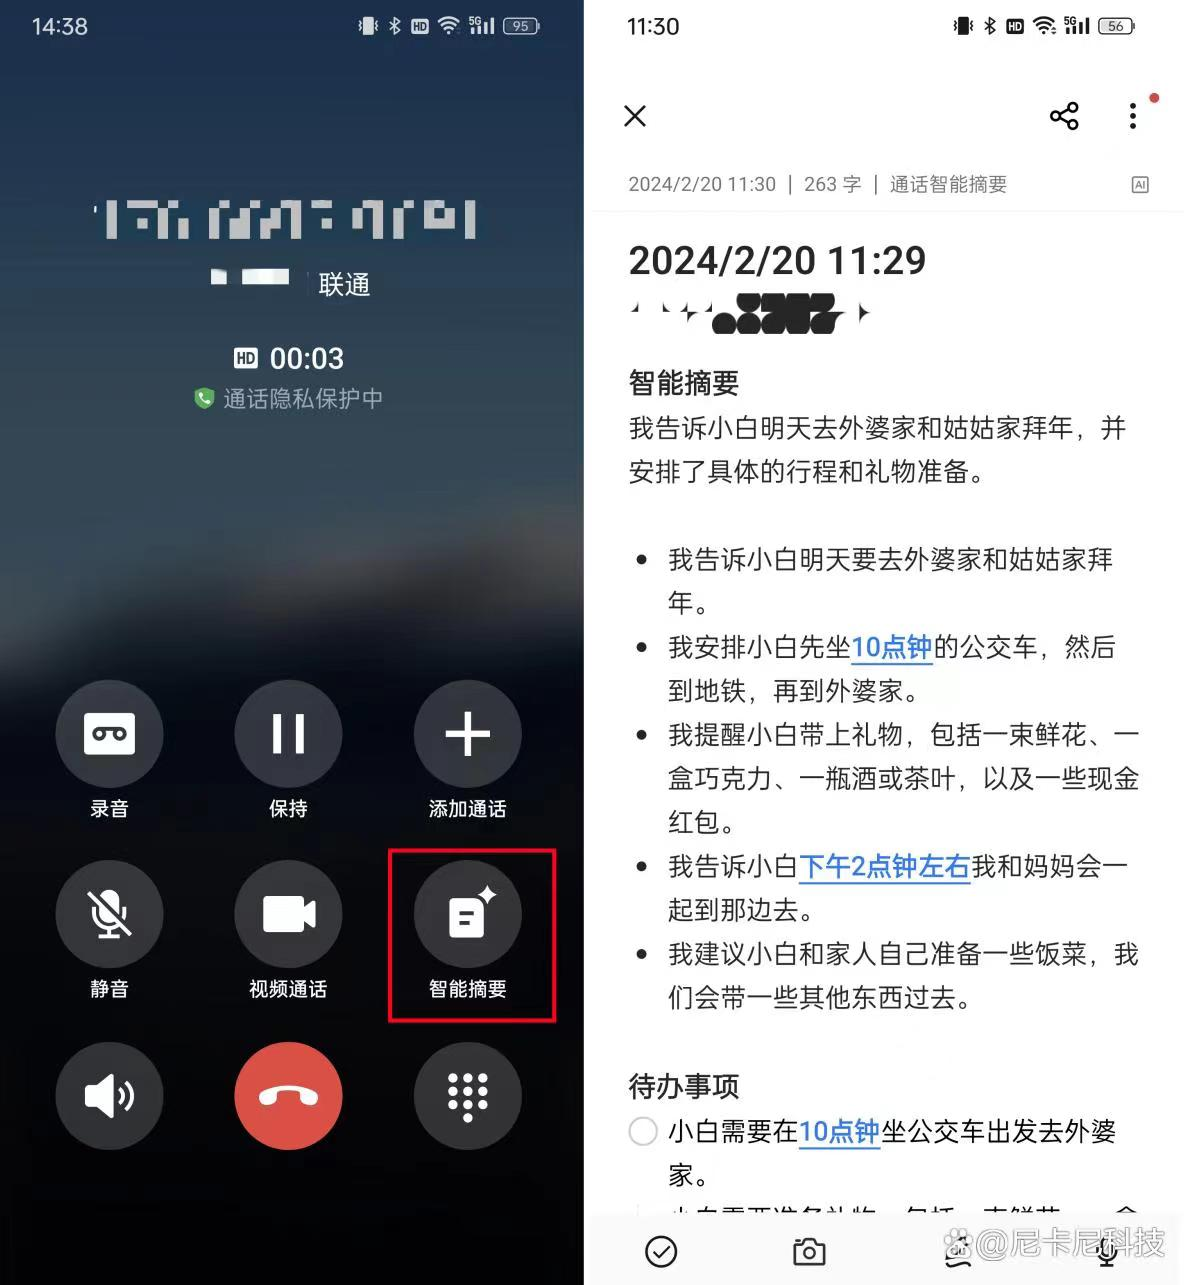 14:38
HD
5G
95
联通
HD 00:03
通话隐私保护中
录音
保持
添加通话
静音
视频通话
智能摘要
11:30
HD
5G
56
2024/2/20 11:30 | 263 字 | 通话智能摘要
AI
2024/2/20 11:29
智能摘要
我告诉小白明天去外婆家和姑姑家拜年，并
安排了具体的行程和礼物准备。
我告诉小白明天要去外婆家和姑姑家拜
年。
我安排小白先坐10点钟的公交车，然后
到地铁，再到外婆家。
我提醒小白带上礼物，包括一束鲜花、一
盒巧克力、一瓶酒或茶叶，以及一些现金
红包。
我告诉小白下午2点钟左右我和妈妈会一
起到那边去。
我建议小白和家人自己准备一些饭菜，我
们会带一些其他东西过去。
待办事项
小白需要在10点钟坐公交车出发去外婆
家。
@尼卡尼科技